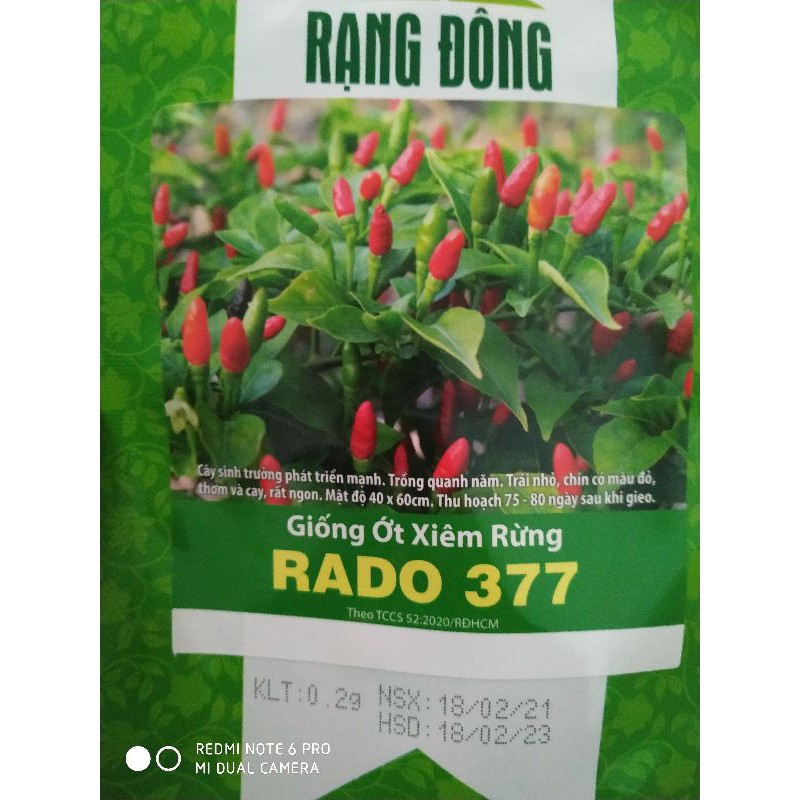 RẠNG ĐÔNG
Cây sinh trưởng phát triển mạnh. Trồng quanh năm. Trái nhỏ, chín có màu đỏ,
thơm và cay, rất ngon. Mật độ 40 x 60cm. Thu hoạch 75 - 80 ngày sau khi gieo.
Giống Ớt Xiêm Rừng
RADO 377
Theo TCCS 52:2020/RĐHCM
KLT:0.2g NSX:18/02/21
HSD:18/02/23
REDMI NOTE 6 PRO
MI DUAL CAMERA